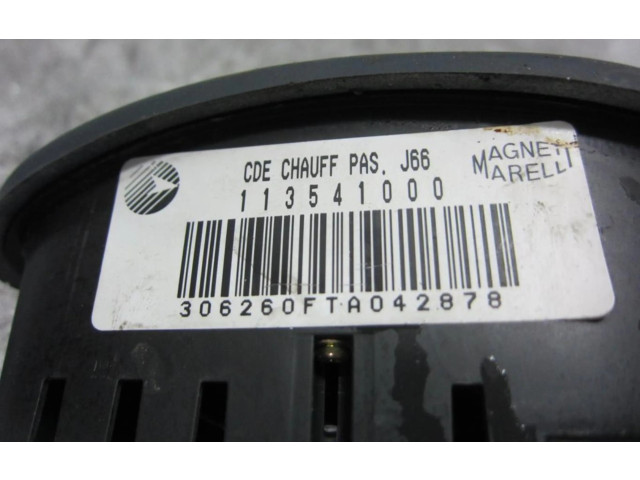 CDE CHAUFF PAS. J66
113541000
MAGNETI
MARELLI
306260FTA042878